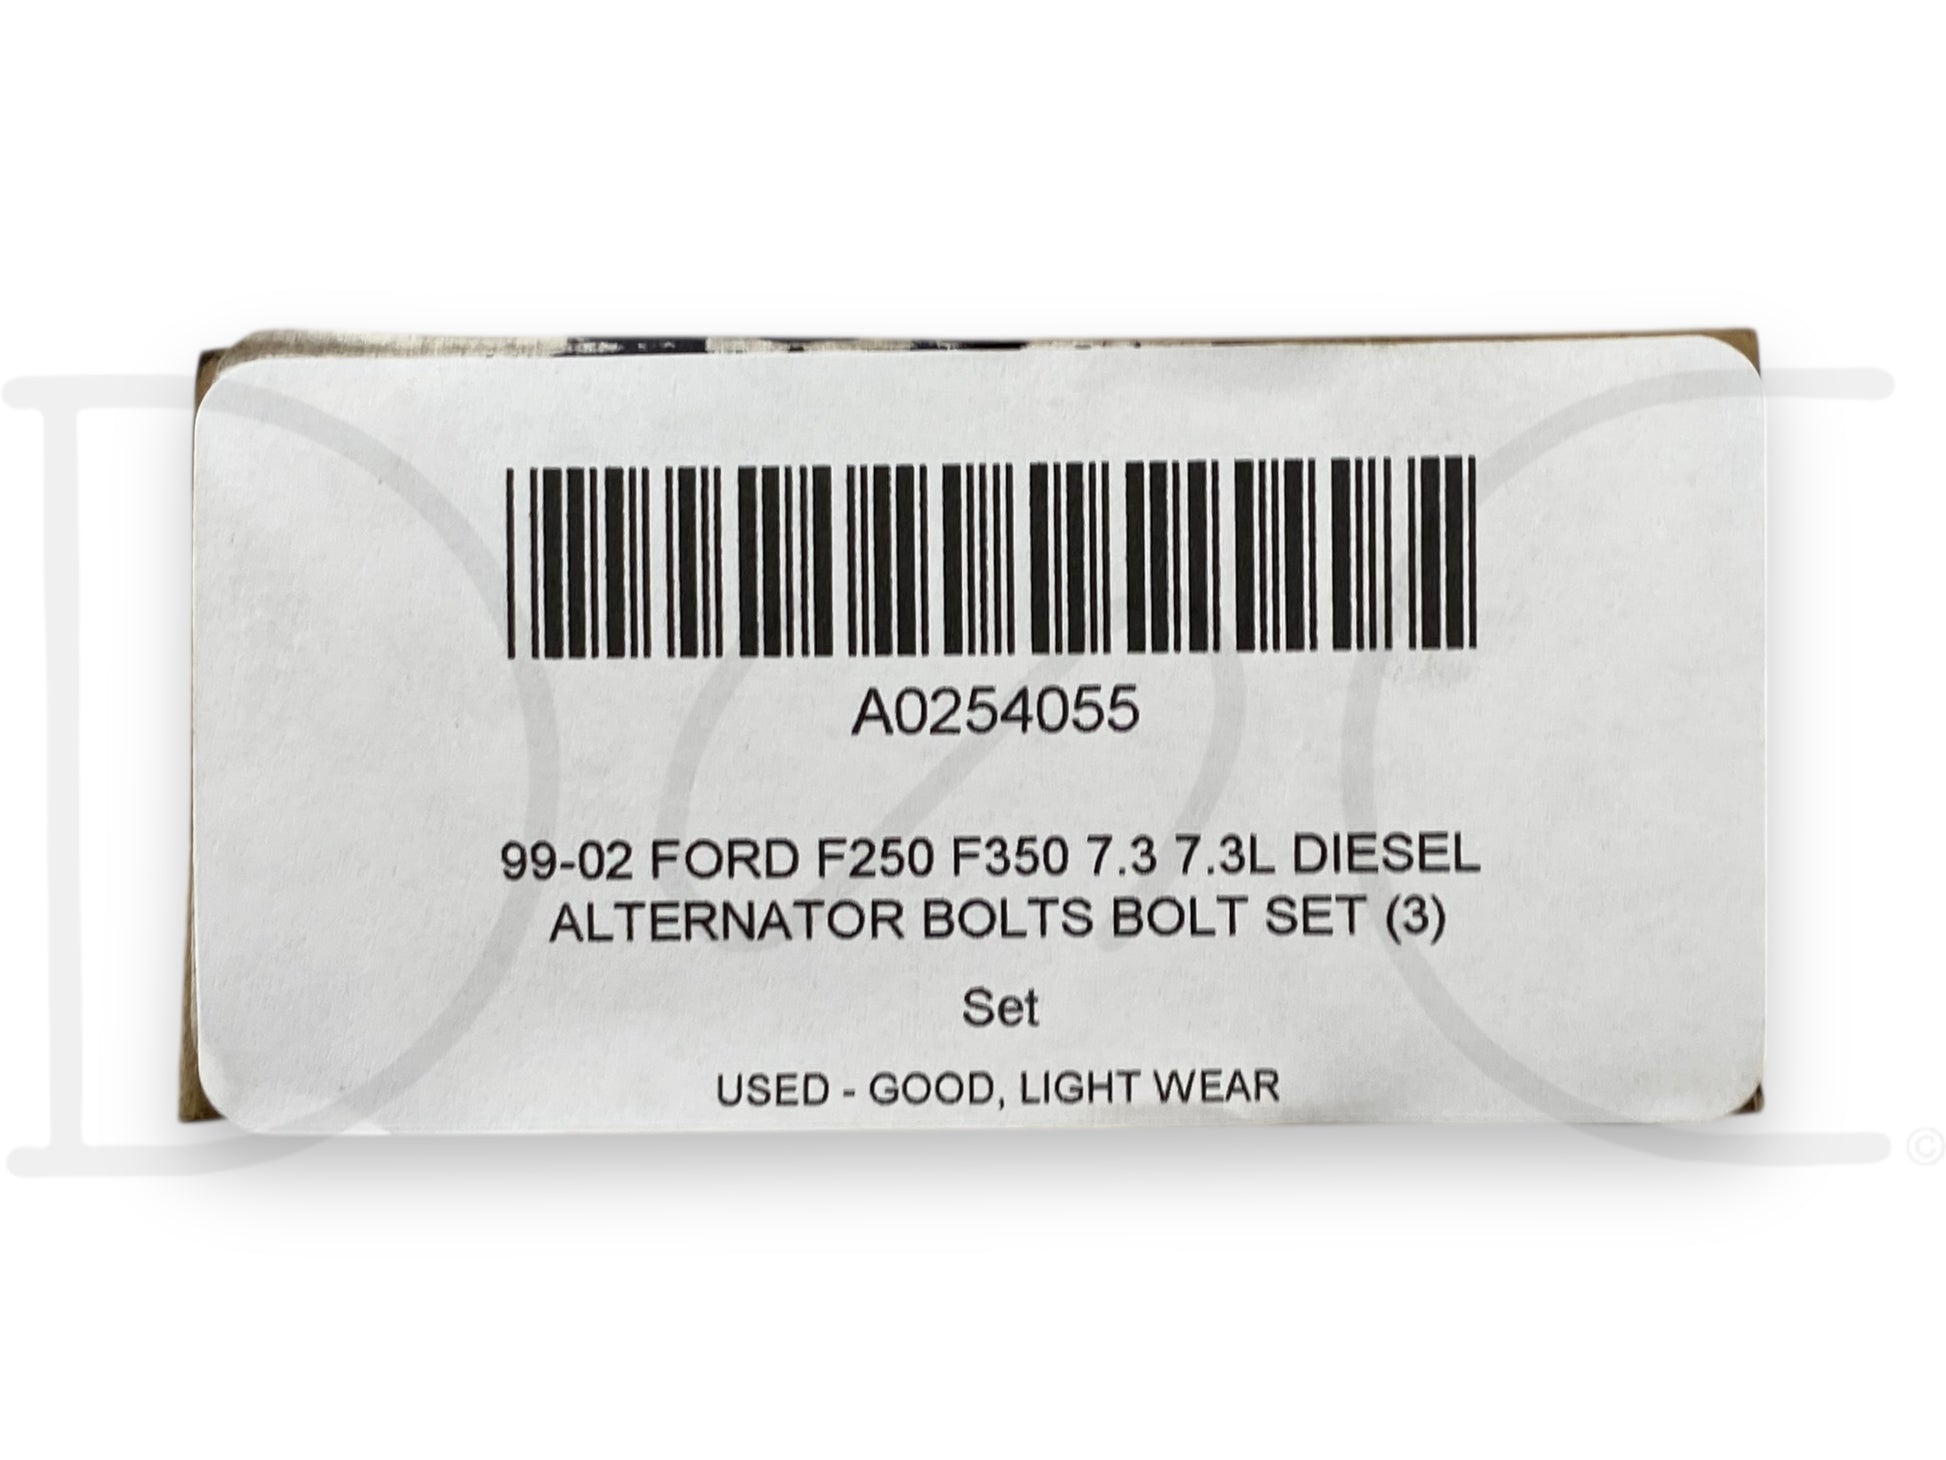 A0254055
99-02 FORD F250 F350 7.3 7.3L DIESEL
ALTERNATOR BOLTS BOLT SET (3)
Set
USED - GOOD, LIGHT WEAR
©